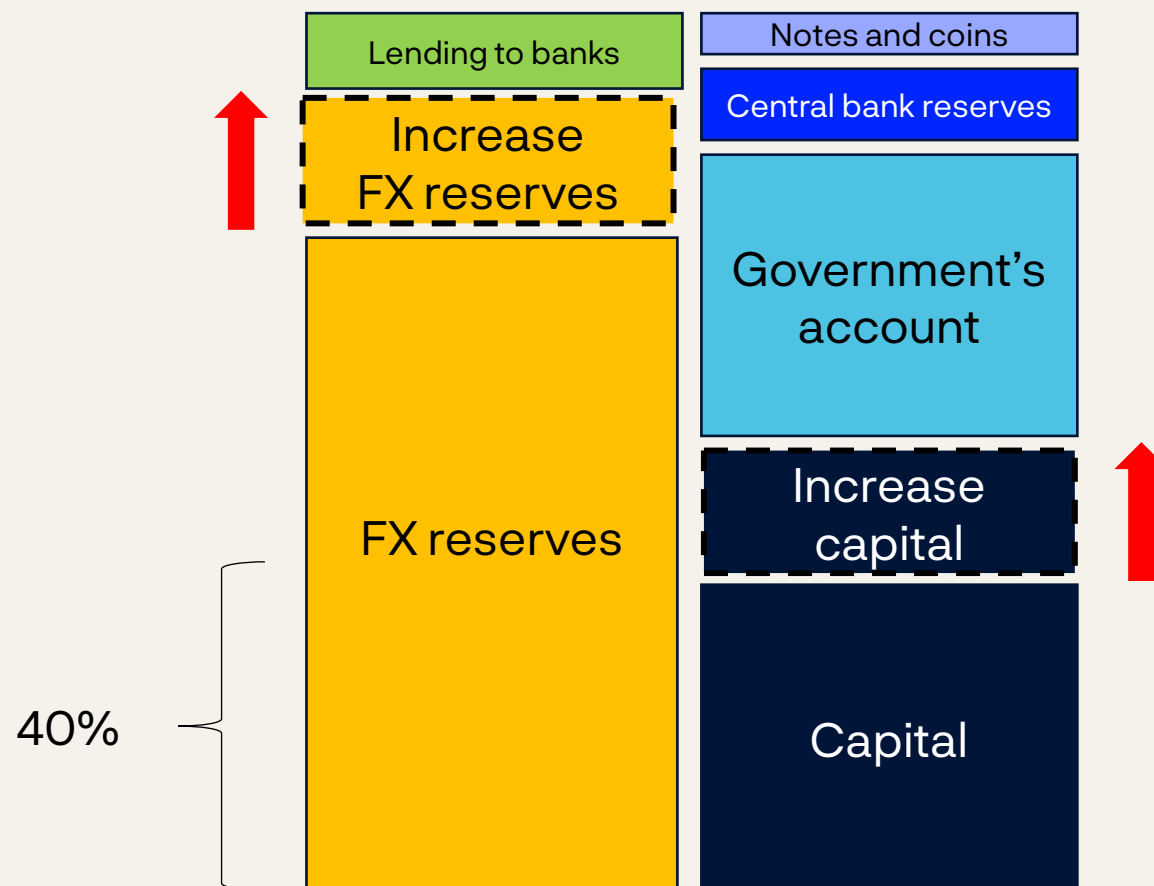 Lending to banks
Increase
FX reserves
FX reserves
40%
Notes and coins
Central bank reserves
Government’s
account
Increase
capital
Capital